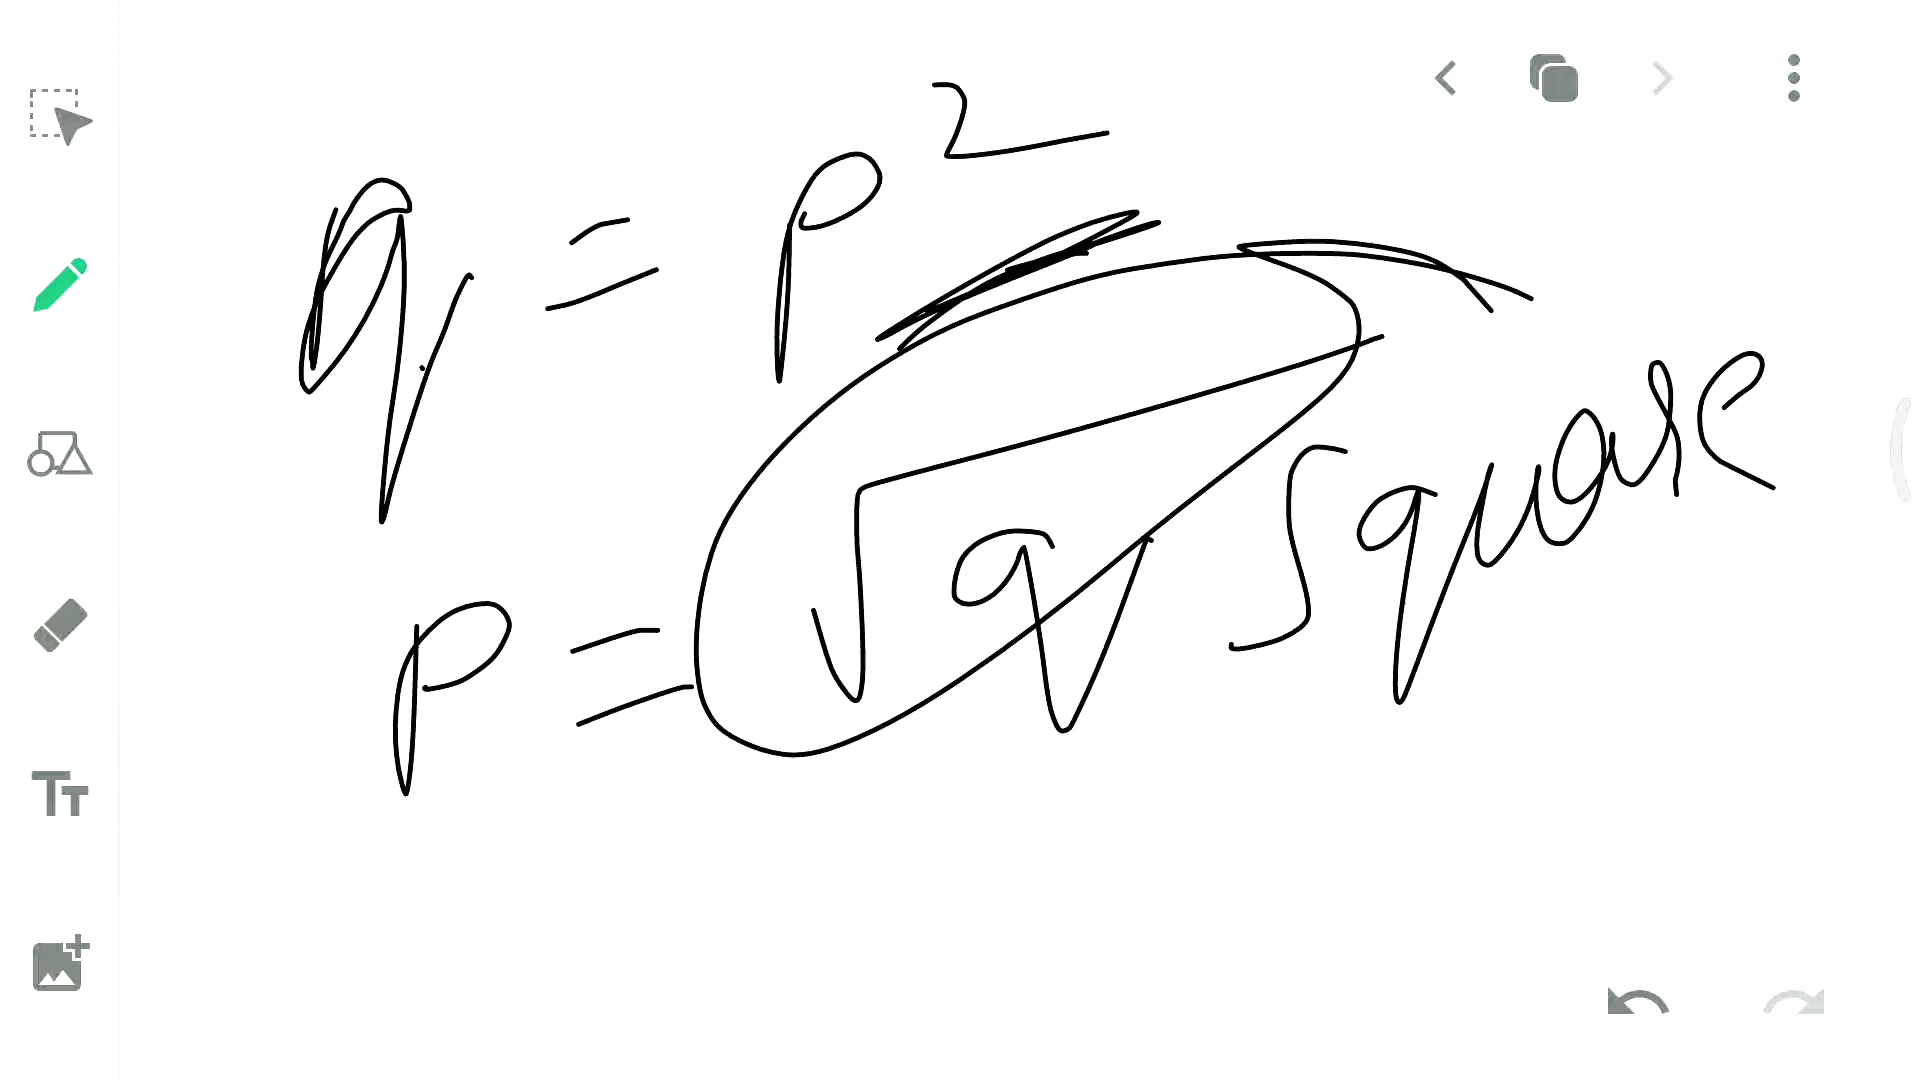 q = p²
p = √q square